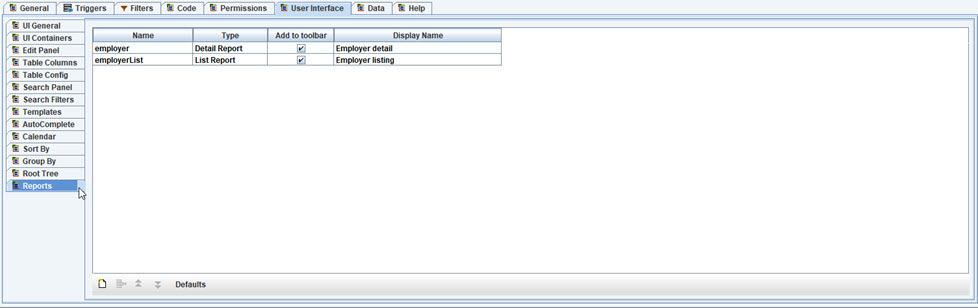 General Triggers Filters Code Permissions User Interface Data Help
UI General
UI Containers
Edit Panel
Table Columns
Table Config
Search Panel
Search Filters
Templates
AutoComplete
Calendar
Sort By
Group By
Root Tree
Reports
Name Type Add to toolbar Display Name
employer Detail Report Employer detail
employerList List Report Employer listing
Defaults